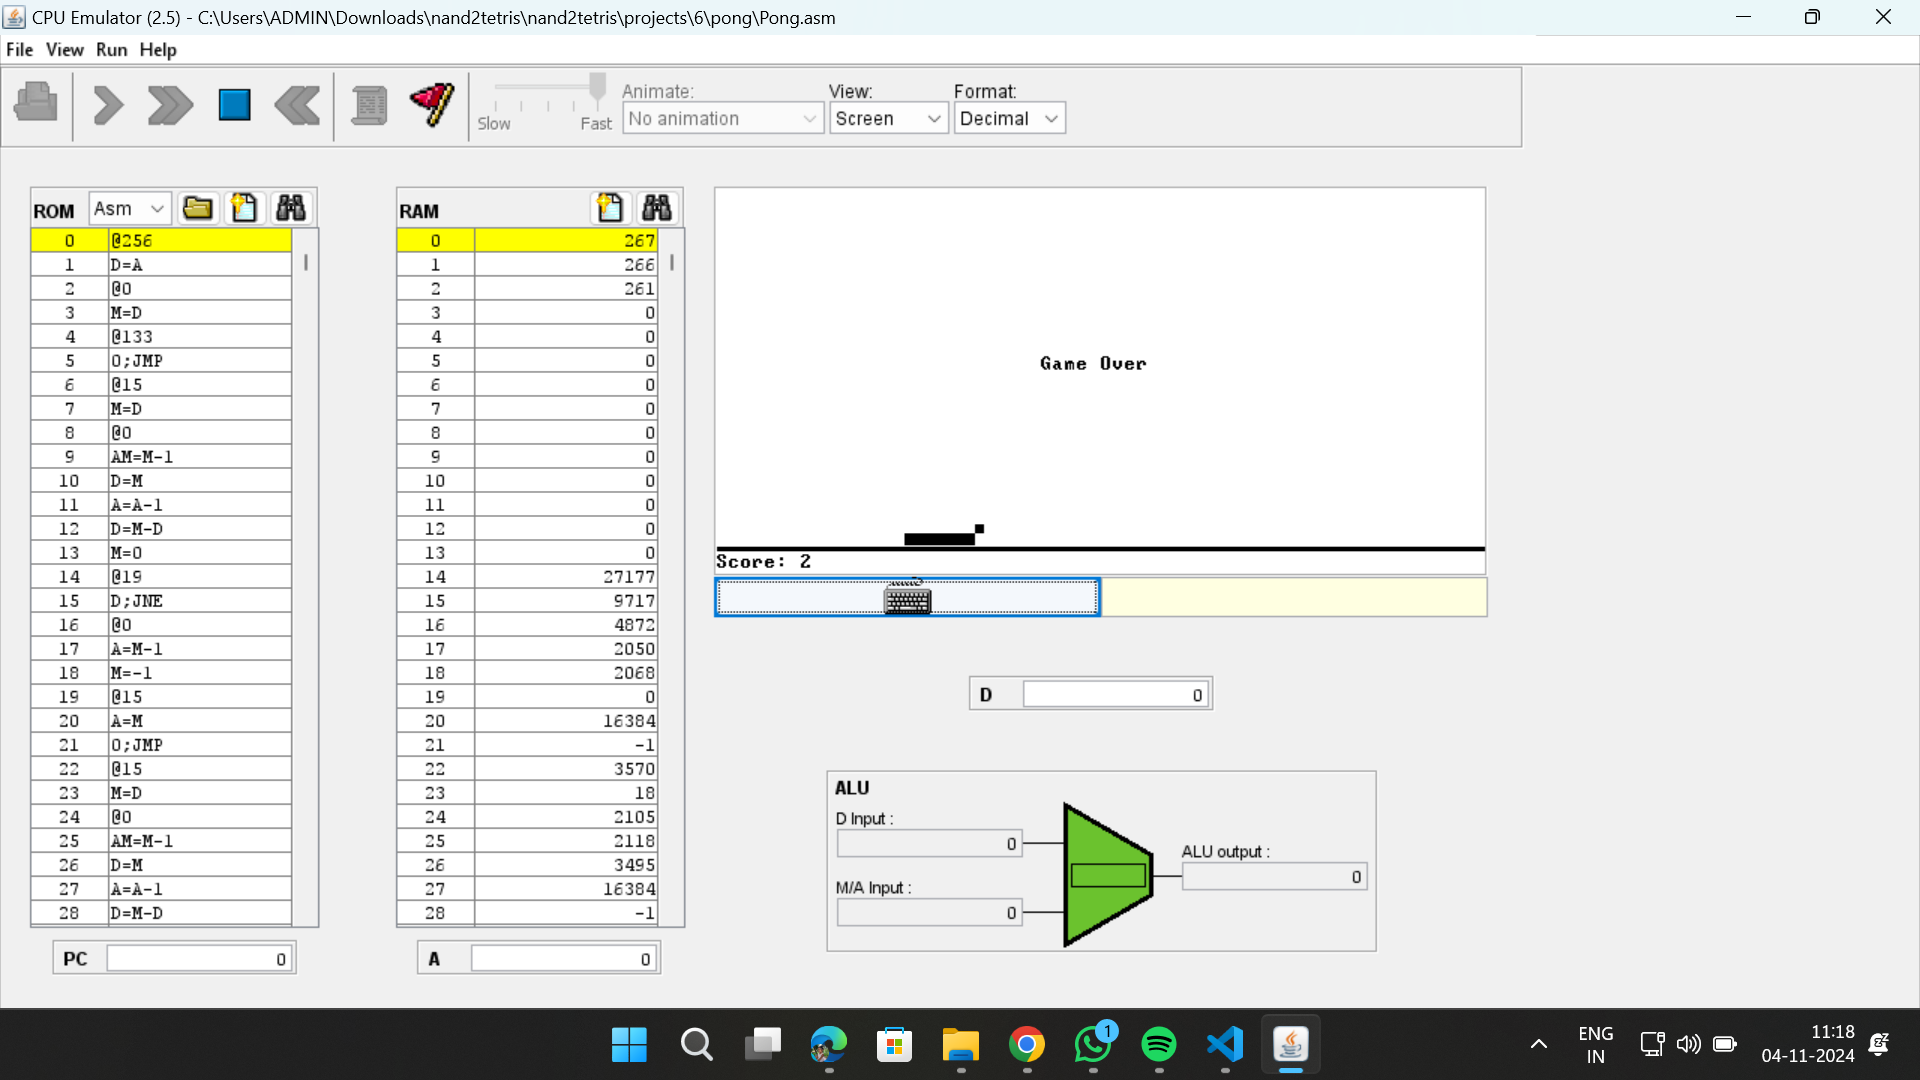 CPU Emulator (2.5) - C:\Users\ADMIN\Downloads\nand2tetris\nand2tetris\projects\6\pong\Pong.asm
File View Run Help
Slow Fast
Animate:
No animation
View:
Screen
Format:
Decimal
ROM Asm
0 @256
1 D=A
2 @0
3 M=D
4 @133
5 0;JMP
6 @15
7 M=D
8 @0
9 AM=M-1
10 D=M
11 A=A-1
12 D=M-D
13 M=0
14 @19
15 D;JNE
16 @0
17 A=M-1
18 M=-1
19 @15
20 A=M
21 0;JMP
22 @15
23 M=D
24 @0
25 AM=M-1
26 D=M
27 A=A-1
28 D=M-D
PC 0
RAM
0 267
1 266
2 261
3 0
4 0
5 0
6 0
7 0
8 0
9 0
10 0
11 0
12 0
13 0
14 27177
15 9717
16 4872
17 2050
18 2068
19 0
20 16384
21 -1
22 3570
23 18
24 2105
25 2118
26 3495
27 16384
28 -1
A 0
Game Over
Score: 2
D 0
ALU
D Input :
0
M/A Input :
0
ALU output :
0
1
ENG
IN
11:18
04-11-2024